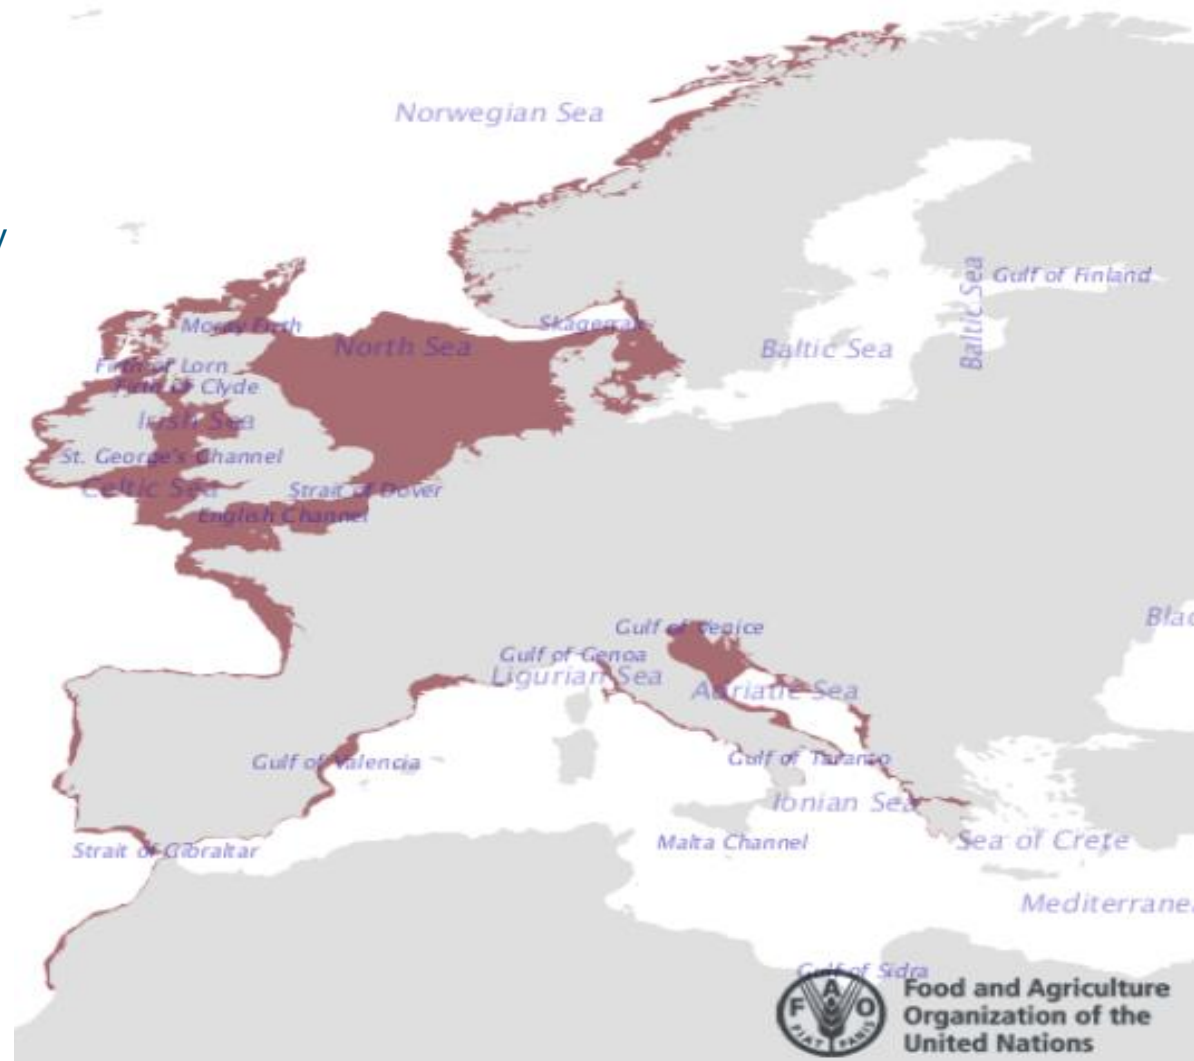 Norwegian Sea
Baltic Sea
Gulf of Finland
Moray Firth
Skagerrak
North Sea
Baltic Sea
Firth of Lorn
Firth of Clyde
Irish Sea
St. George's Channel
Celtic Sea
Strait of Dover
English Channel
Gulf of Venice
Gulf of Genoa
Ligurian Sea
Adriatic Sea
Gulf of Valencia
Gulf of Taranto
Ionian Sea
Strait of Gibraltar
Malta Channel
Sea of Crete
Gulf of Sidra
FAO
FIAT PANIS
Food and Agriculture
Organization of the
United Nations